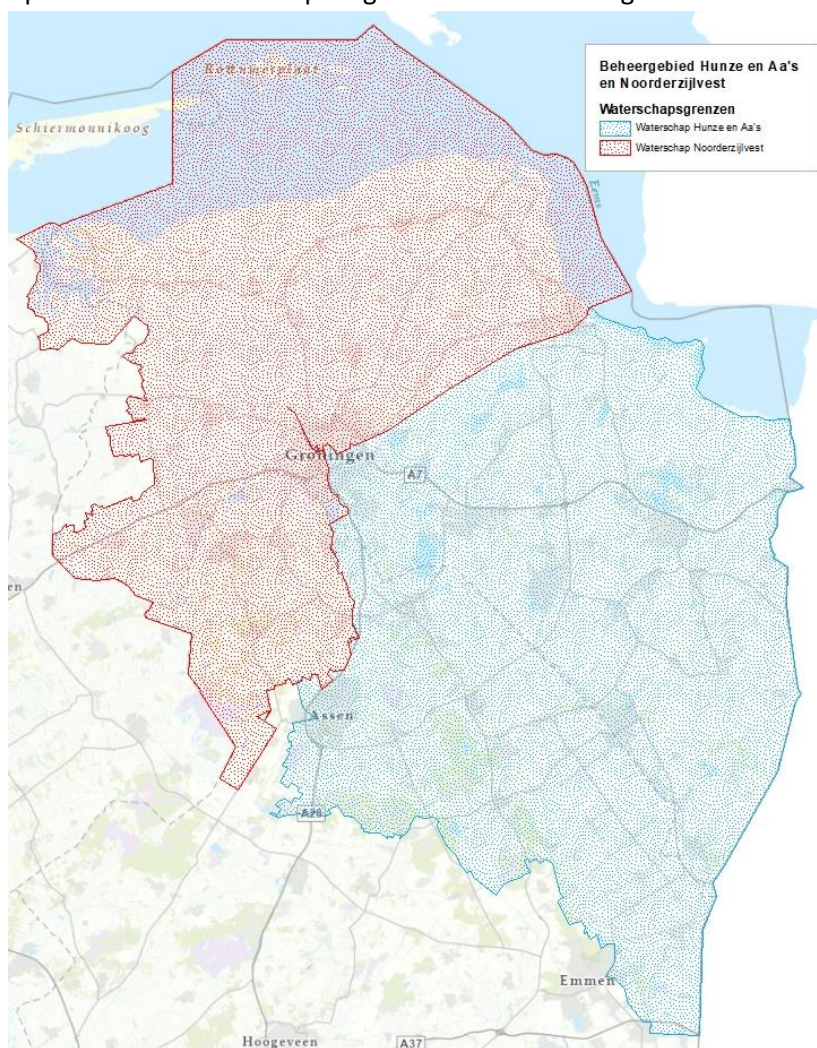 Beheergebied Hunze en Aa's
en Noorderzijlvest
Waterschapsgrenzen
Waterschap Hunze en Aa's
Waterschap Noorderzijlvest
Rottumerplaat
Schiermonnikoog
Eems
Groningen
A7
en
Assen
A28
Emmen
Hoogeveen
A37